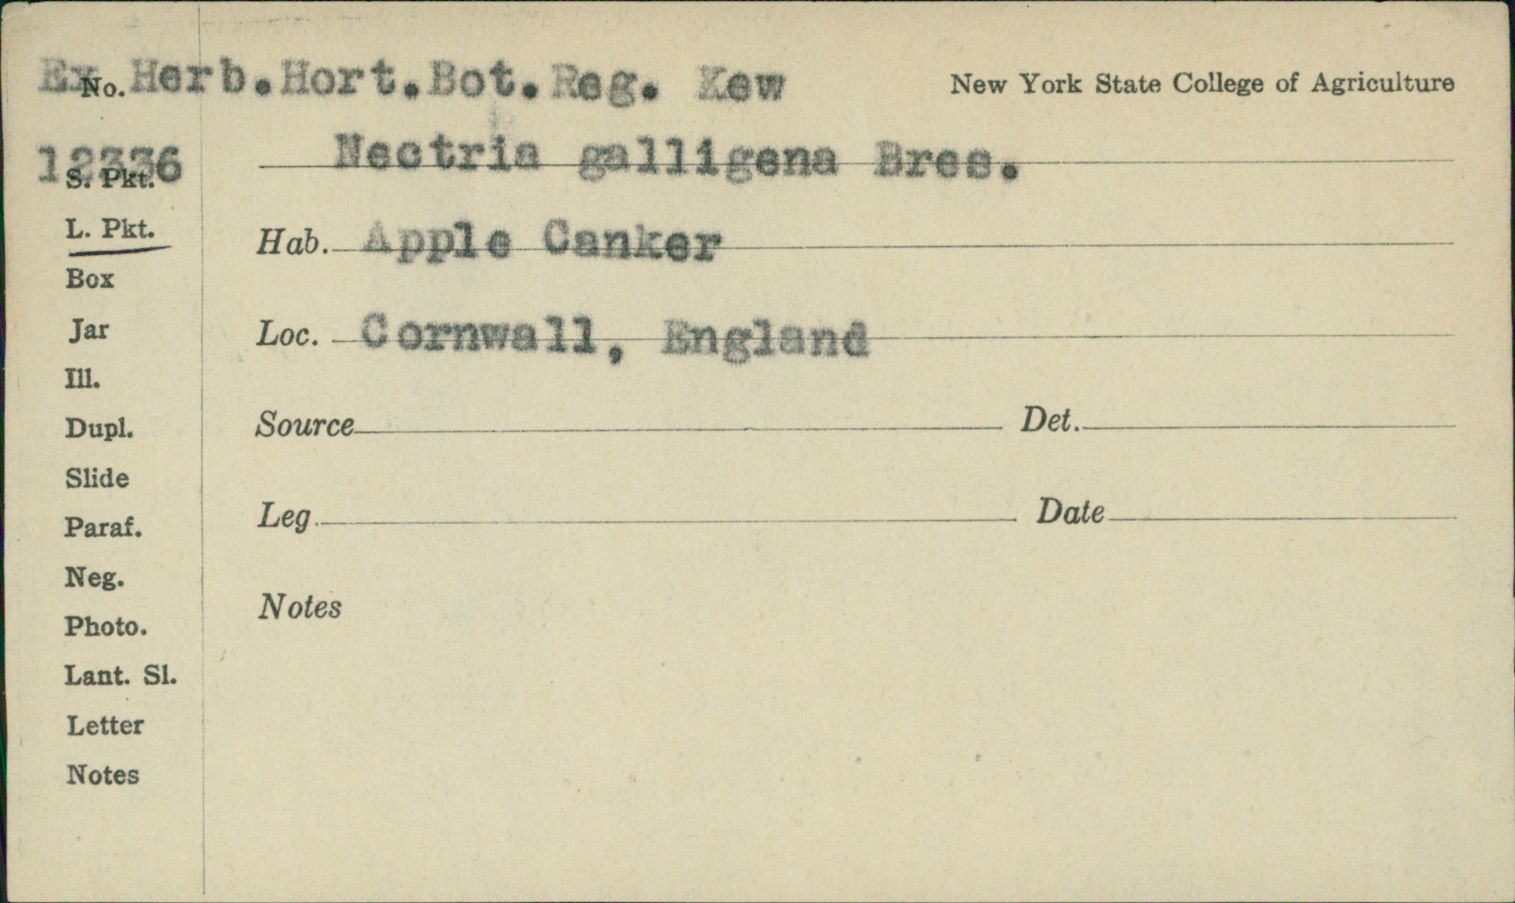 Ex Herb.Hort.Bot.Reg. Kew
No.
New York State College of Agriculture
12336
Nectria galligena Bres.
S. Pkt.
L. Pkt.
Hab. Apple Canker
Box
Jar
Loc. Cornwall, England
Ill.
Dupl.
Source
Det.
Slide
Leg.
Date
Paraf.
Neg.
Notes
Photo.
Lant. Sl.
Letter
Notes